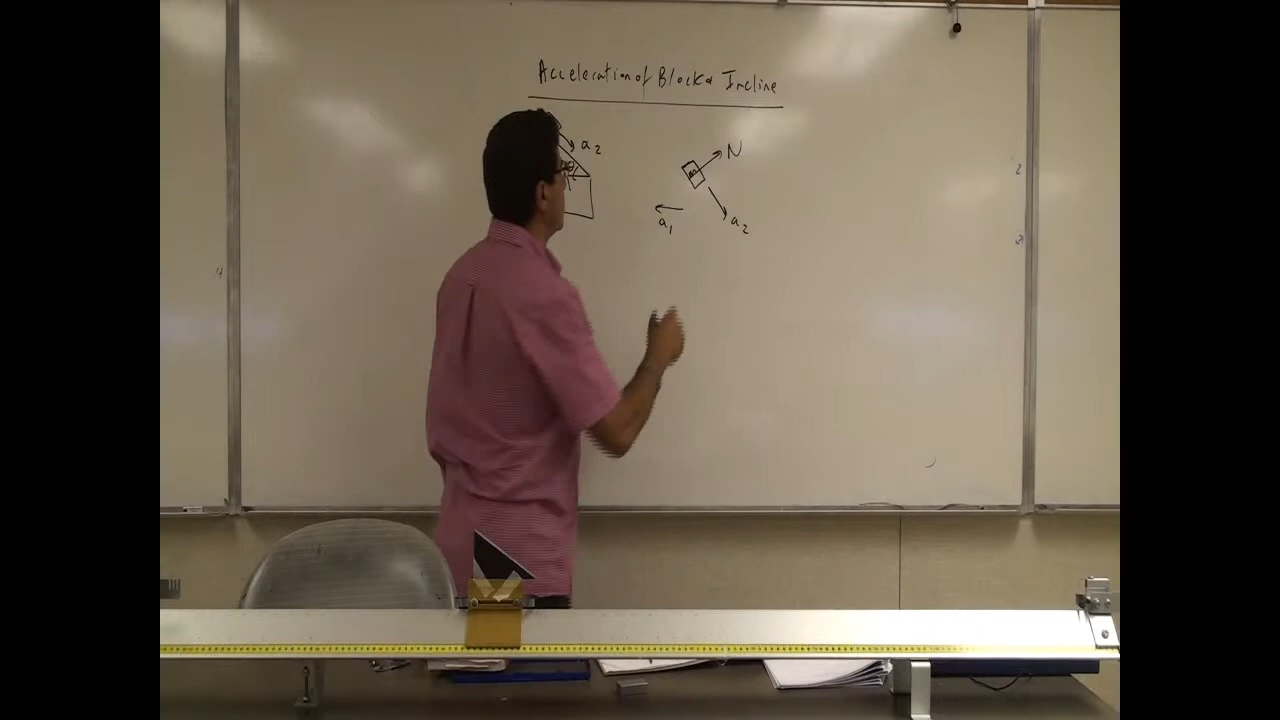 Acceleration of Block & Incline
a2
θ
m
N
a1
a2